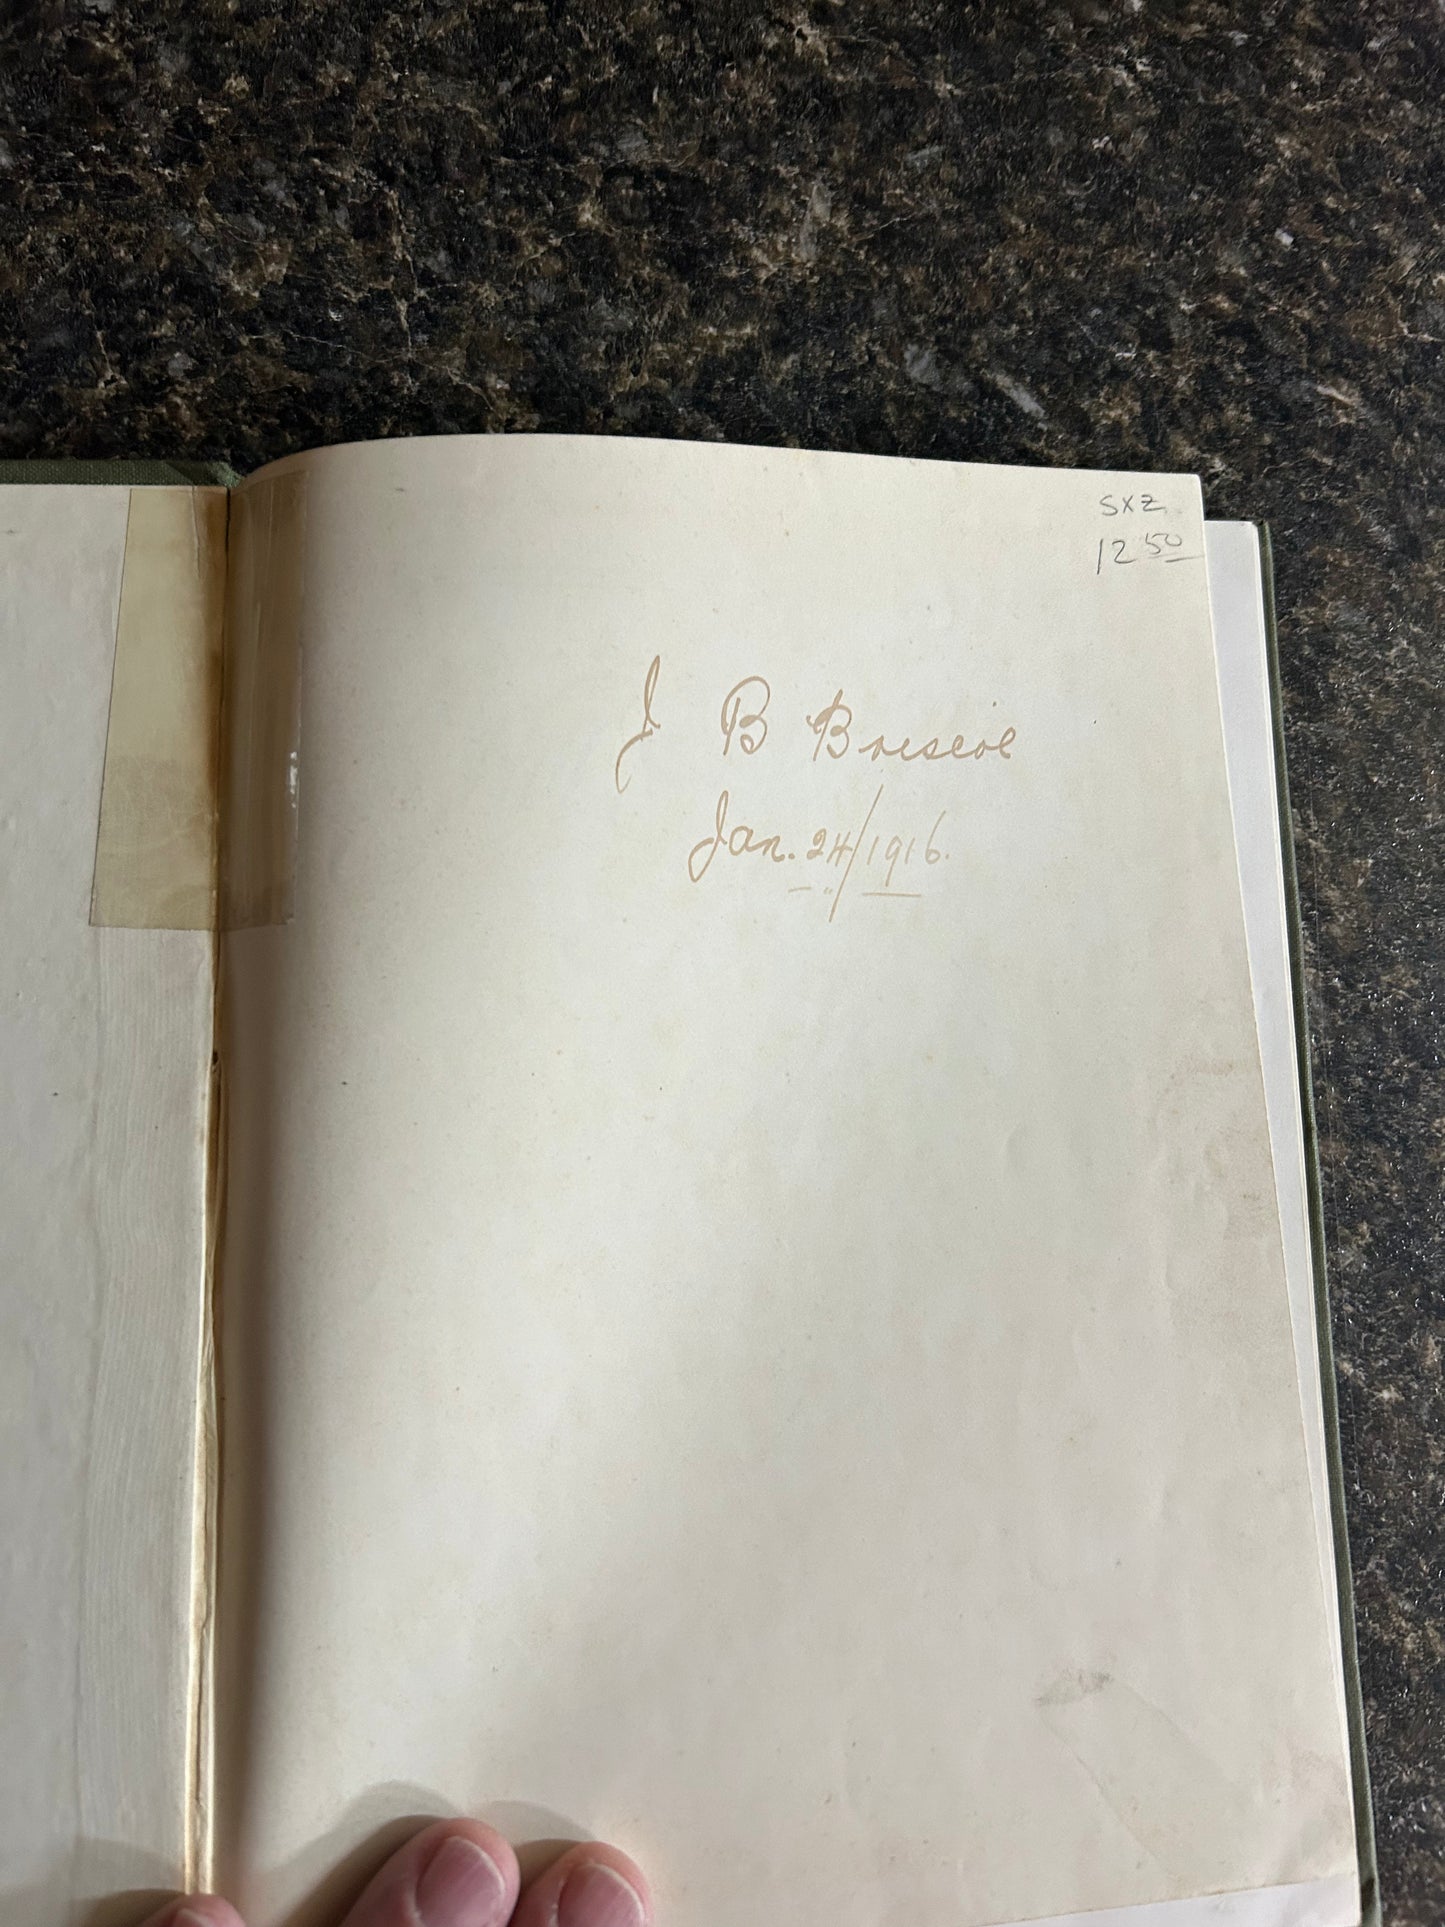 SXZ
12 50
J B Briscoe
Jan. 24/1916.